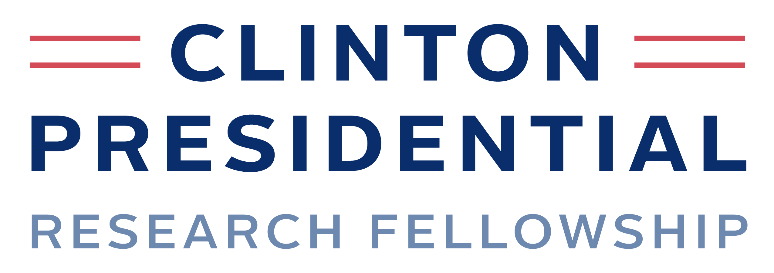 CLINTON
PRESIDENTIAL
RESEARCH FELLOWSHIP